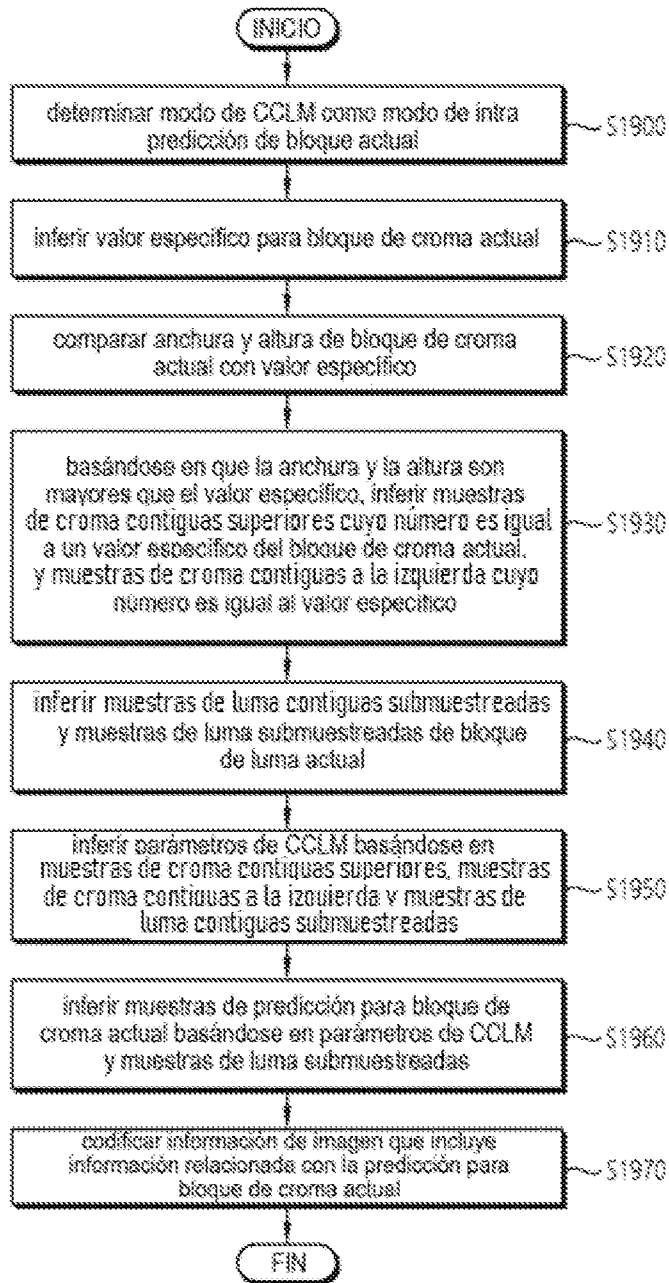 INICIO
determinar modo de CCLM como modo de intra
predicción de bloque actual
S1900
inferir valor específico para bloque de croma actual
S1910
comparar anchura y altura de bloque de croma
actual con valor específico
S1920
basándose en que la anchura y la altura son
mayores que el valor específico, inferir muestras
de croma contiguas superiores cuyo número es igual
a un valor específico del bloque de croma actual,
y muestras de croma contiguas a la izquierda cuyo
número es igual al valor específico
S1930
inferir muestras de luma contiguas submuestreadas
y muestras de luma submuestreadas de bloque
de luma actual
S1940
inferir parámetros de CCLM basándose en
muestras de croma contiguas superiores, muestras
de croma contiguas a la izquierda y muestras de
luma contiguas submuestreadas
S1950
inferir muestras de predicción para bloque de
croma actual basándose en parámetros de CCLM
y muestras de luma submuestreadas
S1960
codificar información de imagen que incluye
información relacionada con la predicción para
bloque de croma actual
S1970
FIN